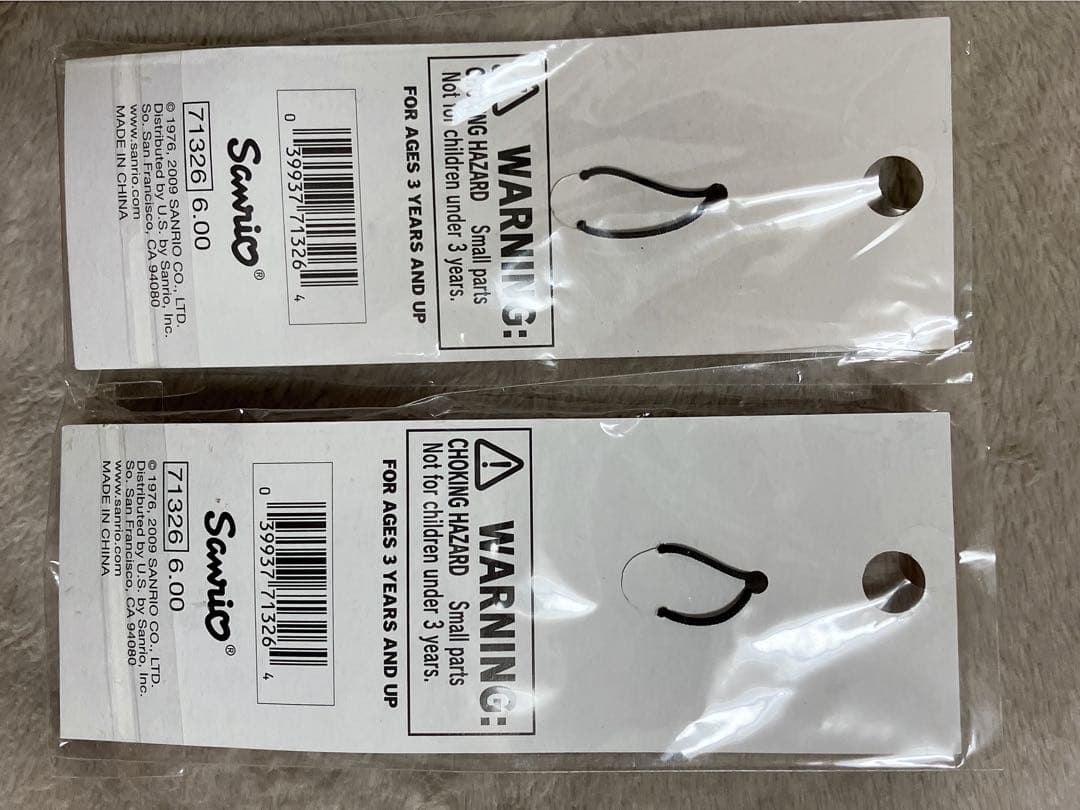 WARNING:
NG HAZARD Small parts
Not for children under 3 years.
FOR AGES 3 YEARS AND UP
0 39937 71326 4
Sanrio®
71326 6.00
© 1976, 2009 SANRIO CO., LTD.
Distributed by U.S. by Sanrio, Inc.
So. San Francisco, CA 94080
www.sanrio.com
MADE IN CHINA
WARNING:
CHOKING HAZARD Small parts
Not for children under 3 years.
FOR AGES 3 YEARS AND UP
0 39937 71326 4
Sanrio®
71326 6.00
© 1976, 2009 SANRIO CO., LTD.
Distributed by U.S. by Sanrio, Inc.
So. San Francisco, CA 94080
www.sanrio.com
MADE IN CHINA